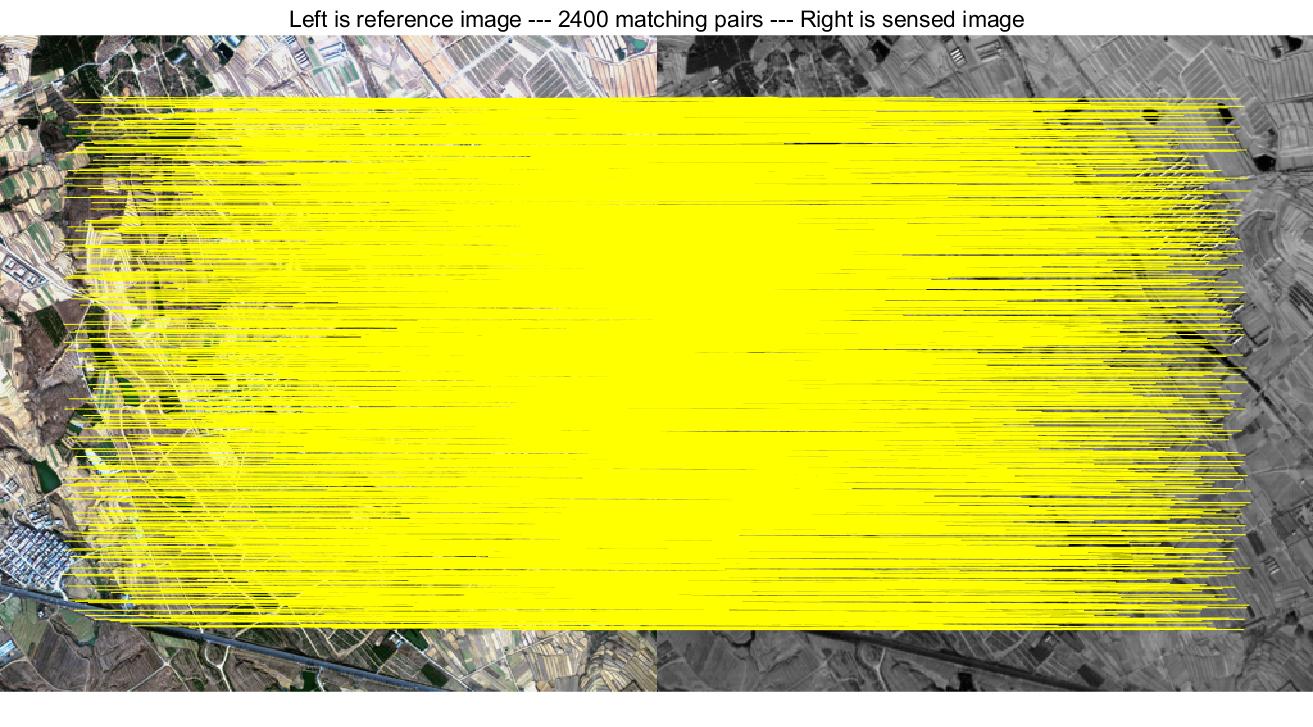 Left is reference image --- 2400 matching pairs --- Right is sensed image